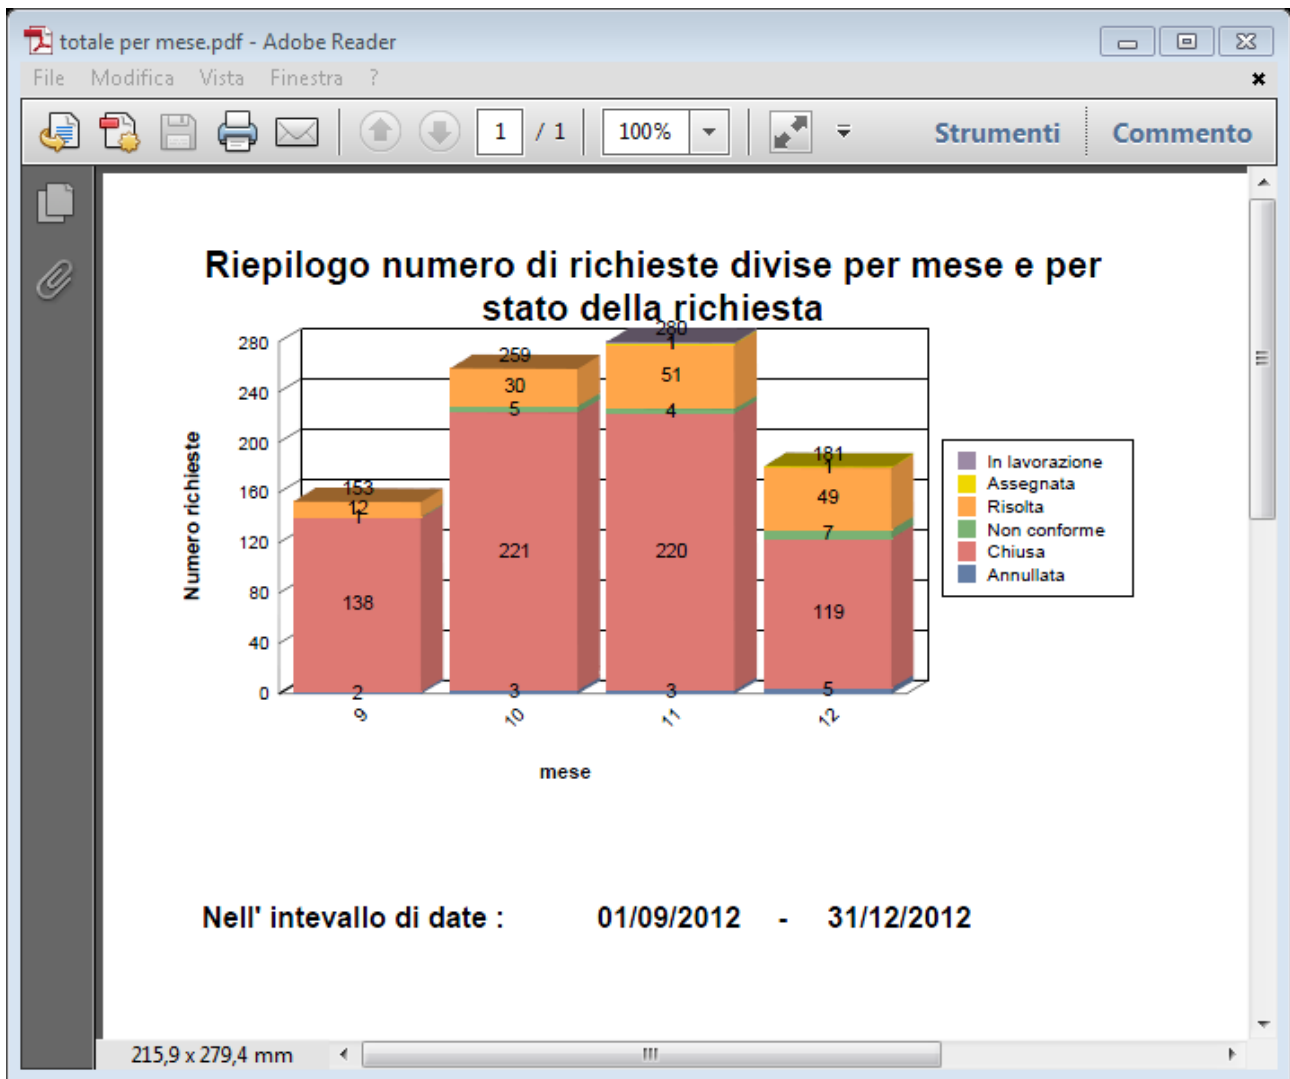 totale per mese.pdf - Adobe Reader
File Modifica Vista Finestra ?
1 / 1 100% Strumenti Commento
Riepilogo numero di richieste divise per mese e per
stato della richiesta
Numero richieste
280
240
200
160
120
80
40
0
153
12
1
138
2
259
30
5
221
3
280
1
51
4
220
3
181
1
49
7
119
5
9 10 11 12
mese
In lavorazione
Assegnata
Risolta
Non conforme
Chiusa
Annullata
Nell' intevallo di date : 01/09/2012 - 31/12/2012
215,9 x 279,4 mm